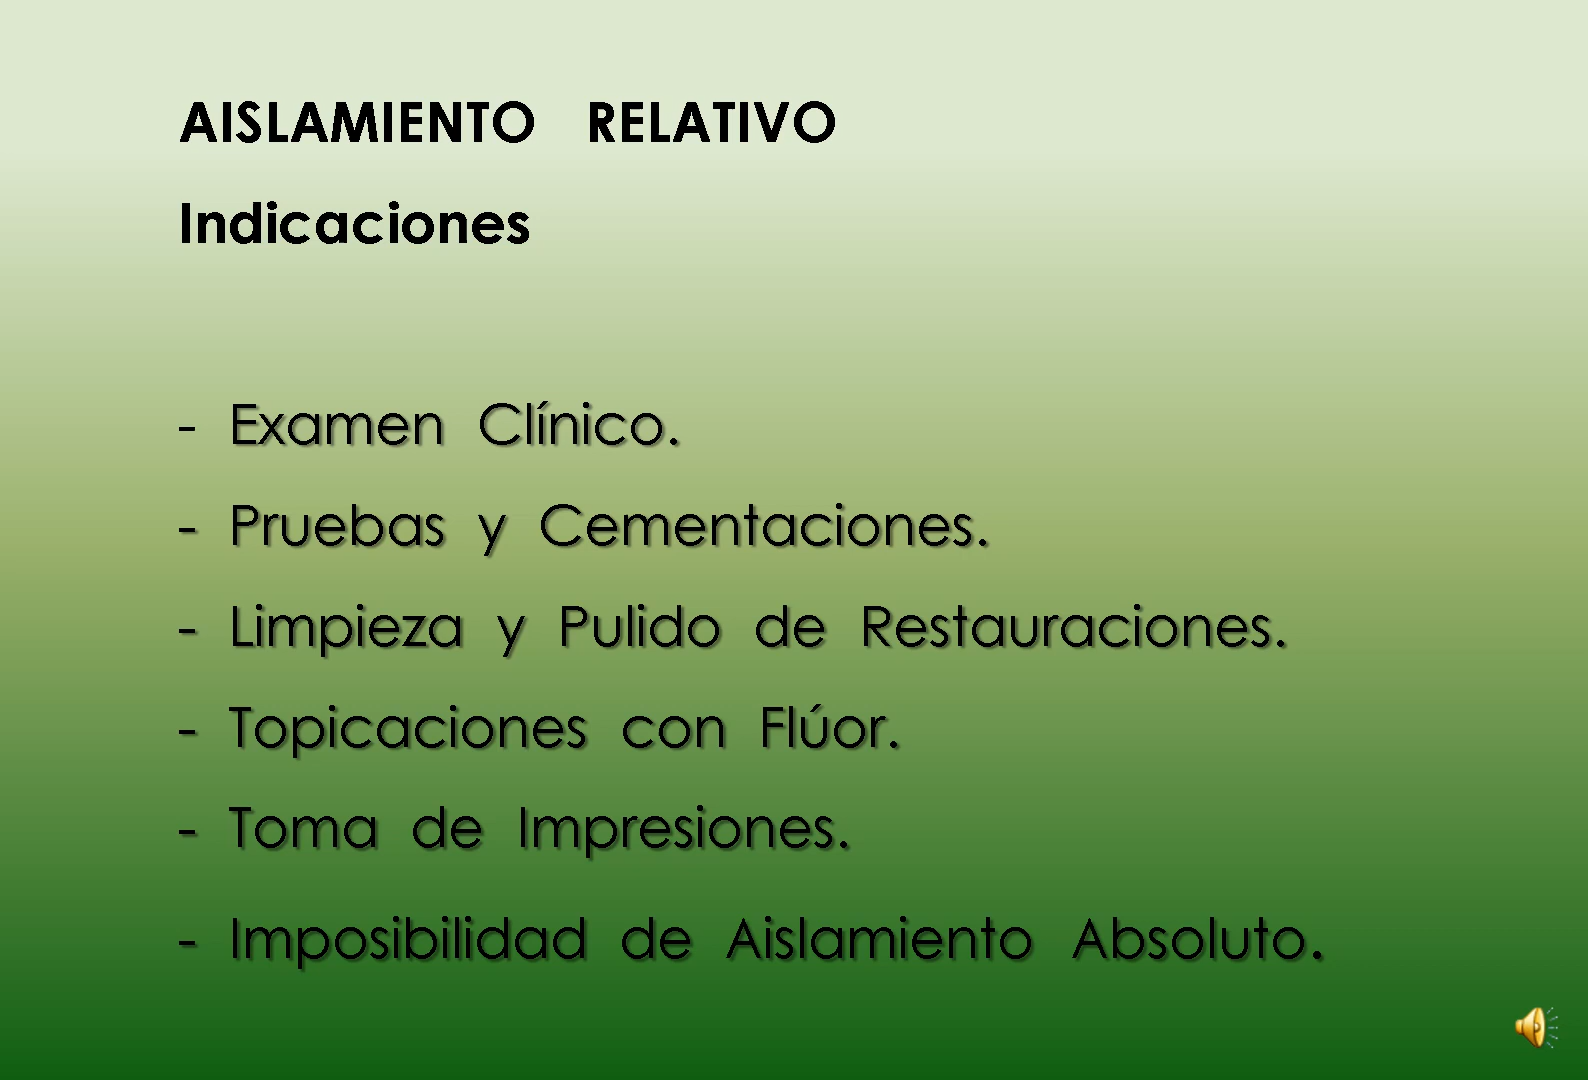 AISLAMIENTO RELATIVO
Indicaciones
- Examen Clínico.
- Pruebas y Cementaciones.
- Limpieza y Pulido de Restauraciones.
- Topicaciones con Flúor.
- Toma de Impresiones.
- Imposibilidad de Aislamiento Absoluto.